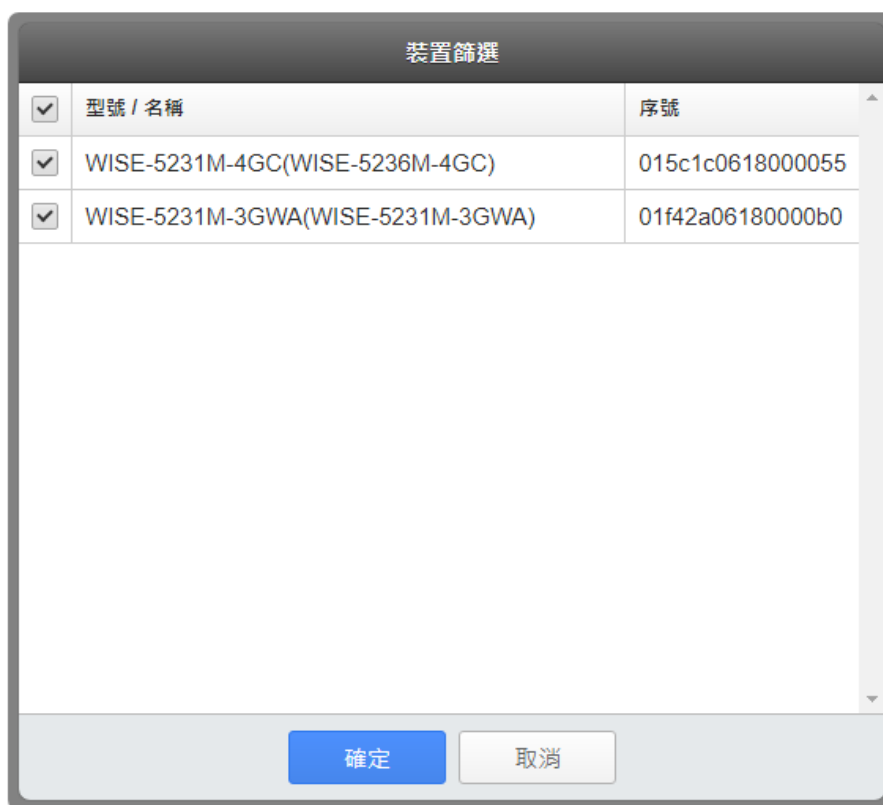 裝置篩選
型號 / 名稱 序號
WISE-5231M-4GC(WISE-5236M-4GC) 015c1c0618000055
WISE-5231M-3GWA(WISE-5231M-3GWA) 01f42a06180000b0
確定 取消